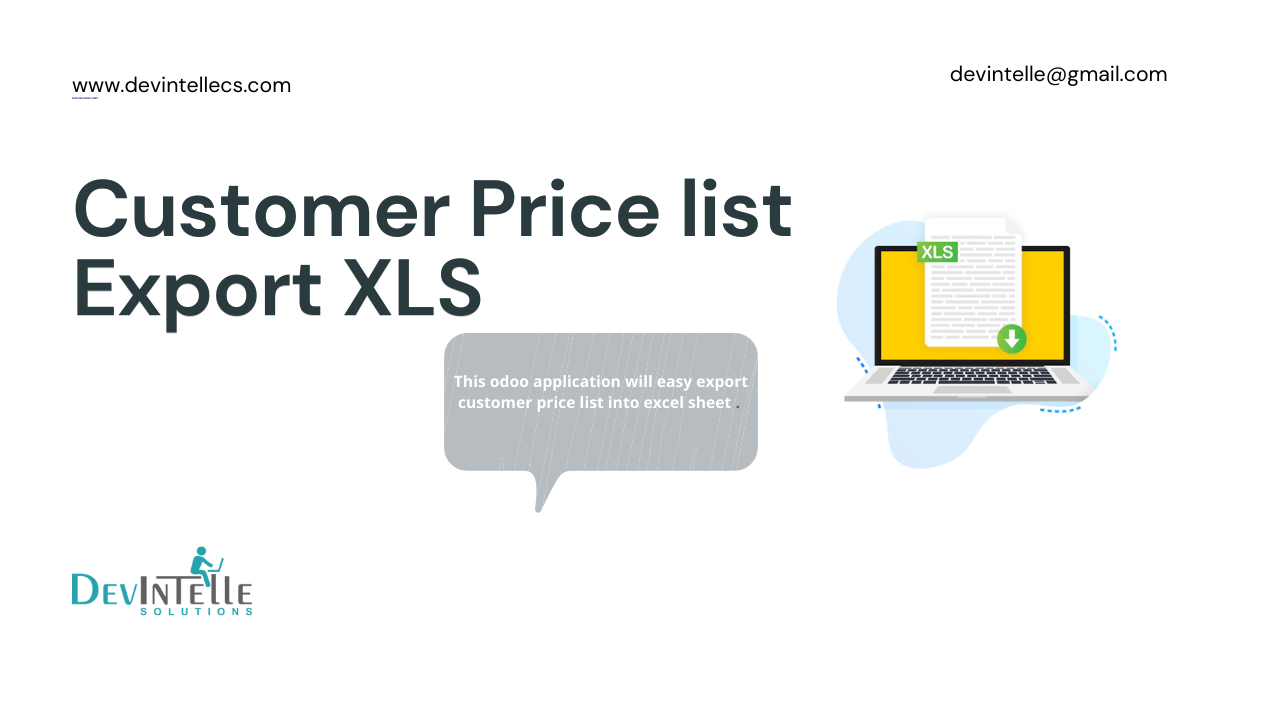 www.devintellecs.com
devintelle@gmail.com
Customer Price list
Export XLS
XLS
This odoo application will easy export
customer price list into excel sheet .
DevIntelle
SOLUTIONS